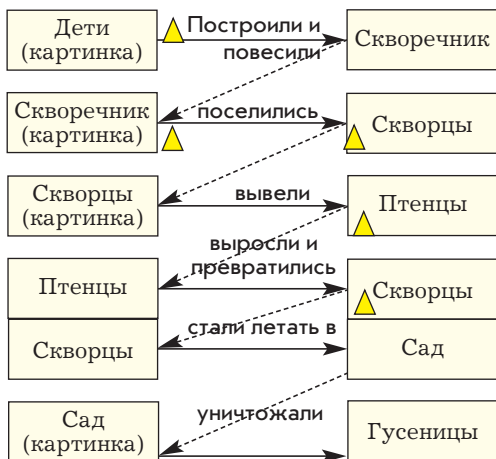 Дети
(картинка)
Построили и
повесили
Скворечник
Скворечник
(картинка)
поселились
Скворцы
Скворцы
(картинка)
вывели
Птенцы
Птенцы
выросли и
превратились
Скворцы
Скворцы
стали летать в
Сад
Сад
(картинка)
уничтожали
Гусеницы